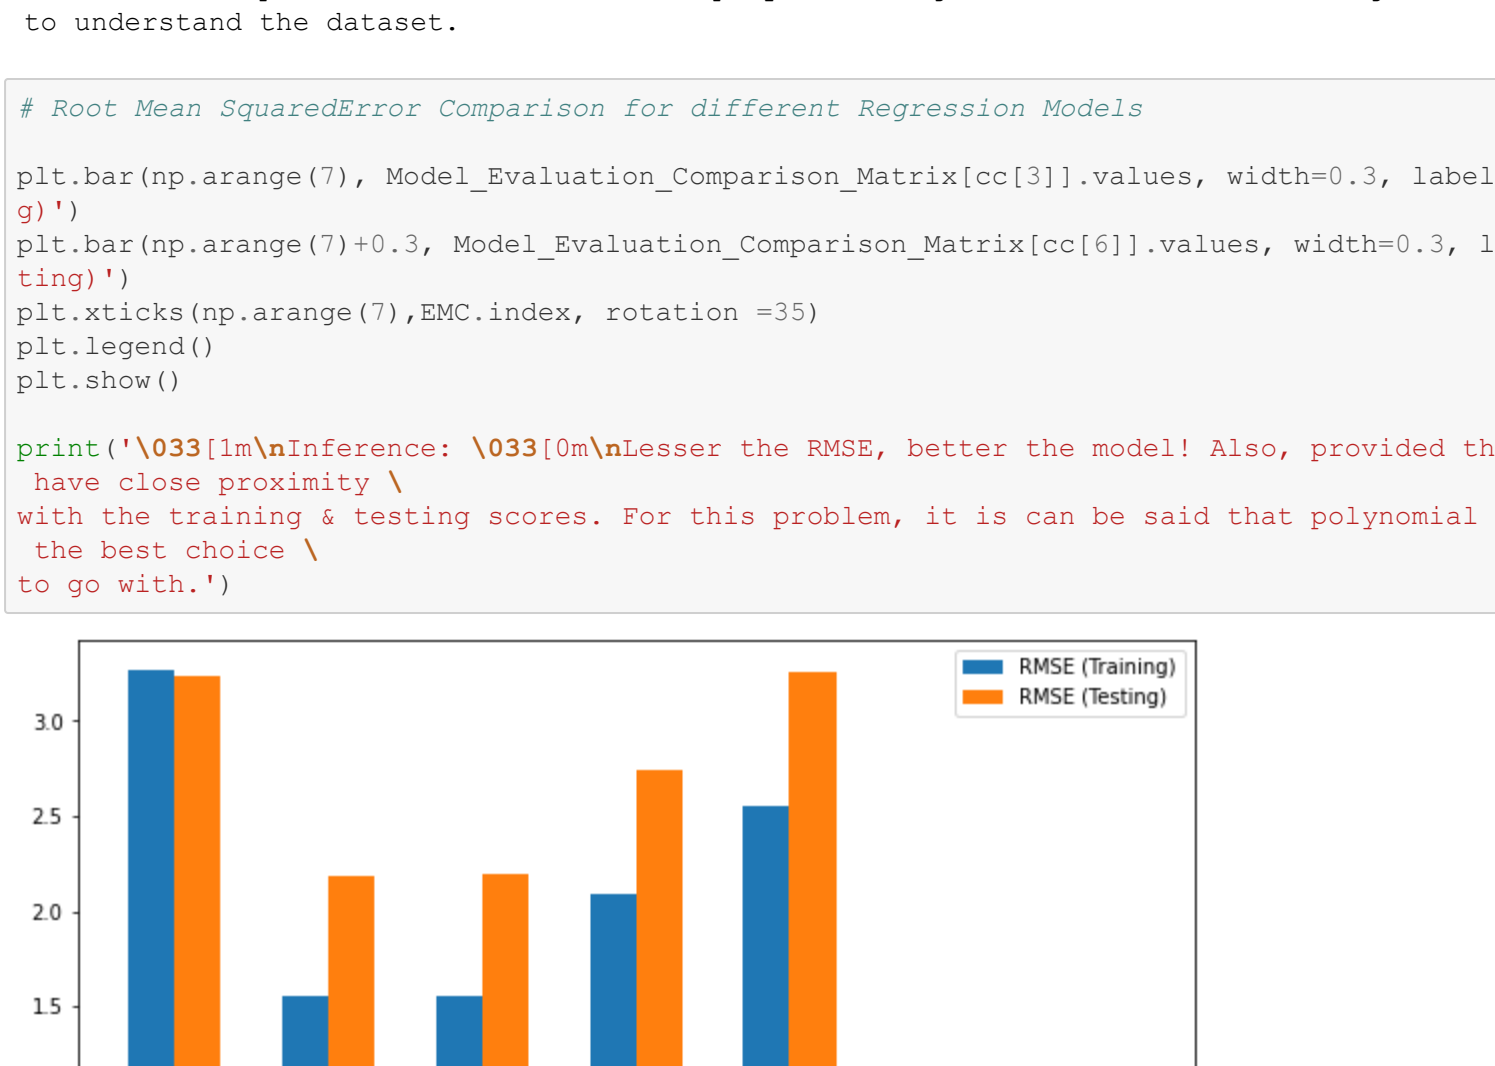 to understand the dataset.
# Root Mean SquaredError Comparison for different Regression Models
plt.bar(np.arange(7), Model_Evaluation_Comparison_Matrix[cc[3]].values, width=0.3, label
g)')
plt.bar(np.arange(7)+0.3, Model_Evaluation_Comparison_Matrix[cc[6]].values, width=0.3, l
ting)')
plt.xticks(np.arange(7),EMC.index, rotation =35)
plt.legend()
plt.show()
print('\033[1m\nInference: \033[0m\nLesser the RMSE, better the model! Also, provided th
have close proximity \
with the training & testing scores. For this problem, it is can be said that polynomial
the best choice \
to go with.')
RMSE (Training)
RMSE (Testing)
3.0
2.5
2.0
1.5